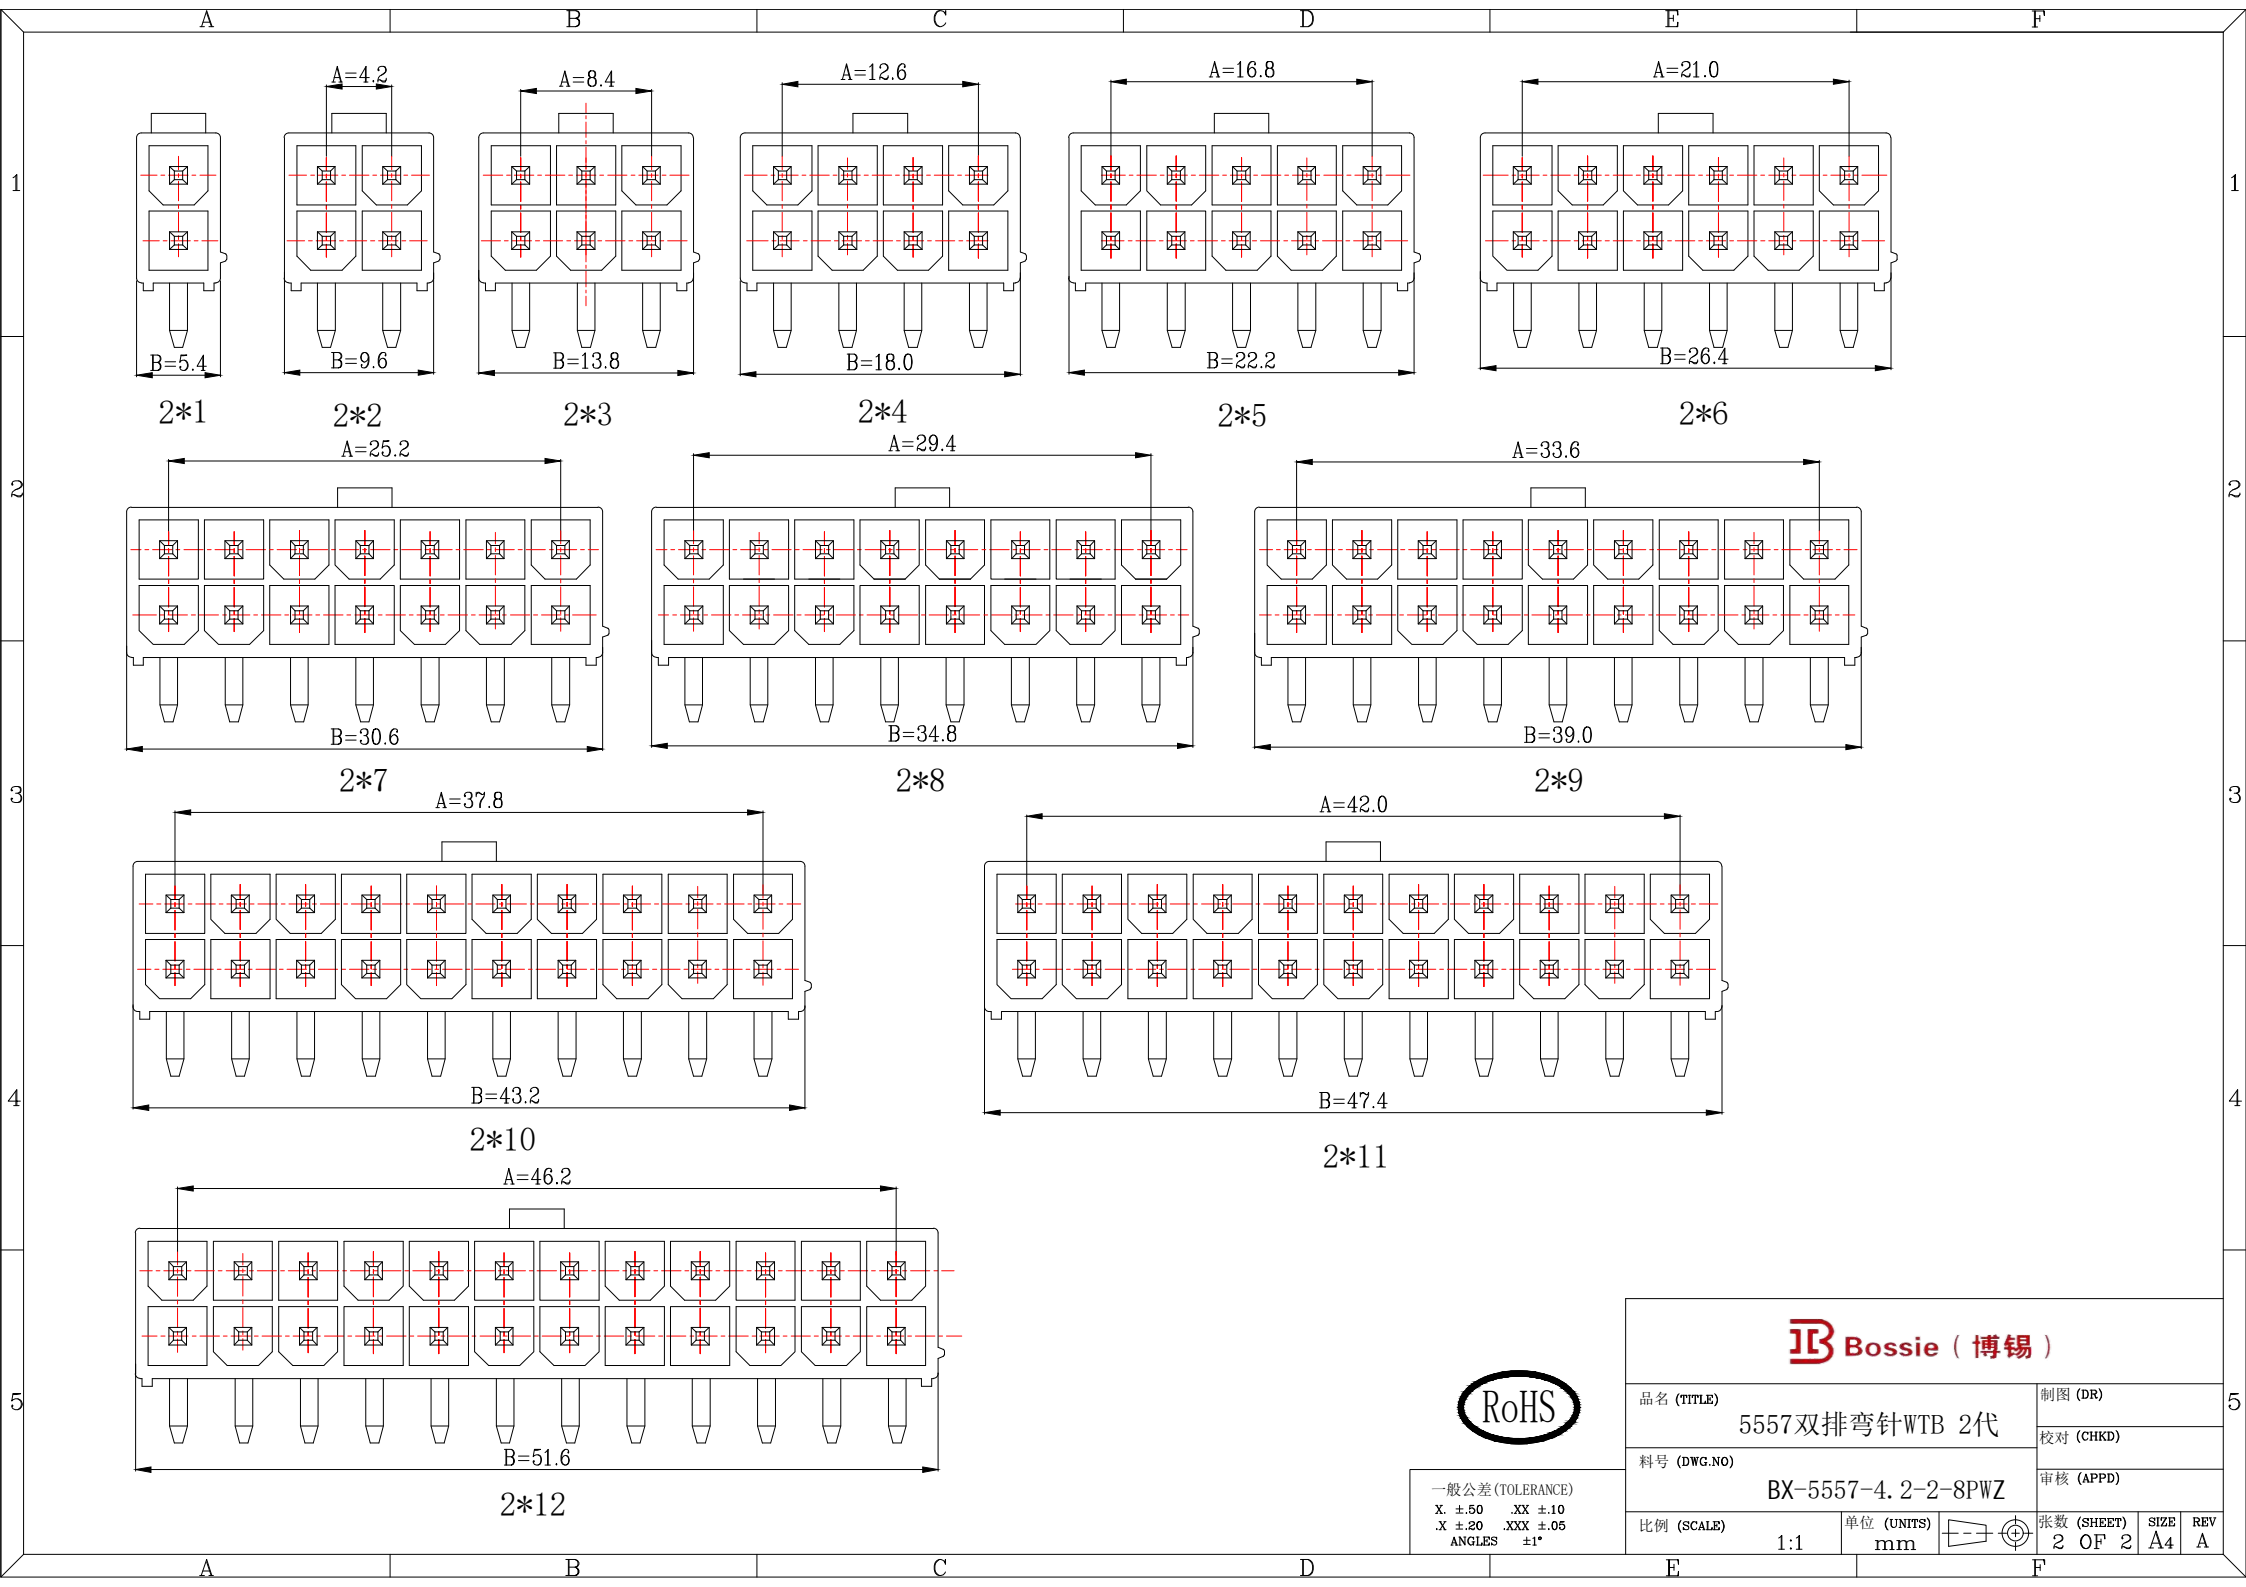 A B C D E F
A=4.2 A=8.4 A=12.6 A=16.8 A=21.0
1 1
B=5.4 B=9.6 B=13.8 B=18.0 B=22.2 B=26.4
2*1 2*2 2*3 2*4 2*5 2*6
A=25.2 A=29.4 A=33.6
2 2
B=30.6 B=34.8 B=39.0
2*7 2*8 2*9
3 3
A=37.8 A=42.0
B=43.2 B=47.4
4 4
2*10 2*11
A=46.2
B=51.6
2*12
5 5
RoHS
一般公差(TOLERANCE)
X. ±.50 .XX ±.10
.X ±.20 .XXX ±.05
ANGLES ±1°
Bossie(博锡)
品名 (TITLE)
5557双排弯针WTB 2代
料号 (DWG.NO)
BX-5557-4.2-2-8PWZ
比例 (SCALE)
1:1
单位 (UNITS)
mm
制图 (DR)
校对 (CHKD)
审核 (APPD)
张数 (SHEET)
2 OF 2
SIZE
A4
REV
A
A B C D E F